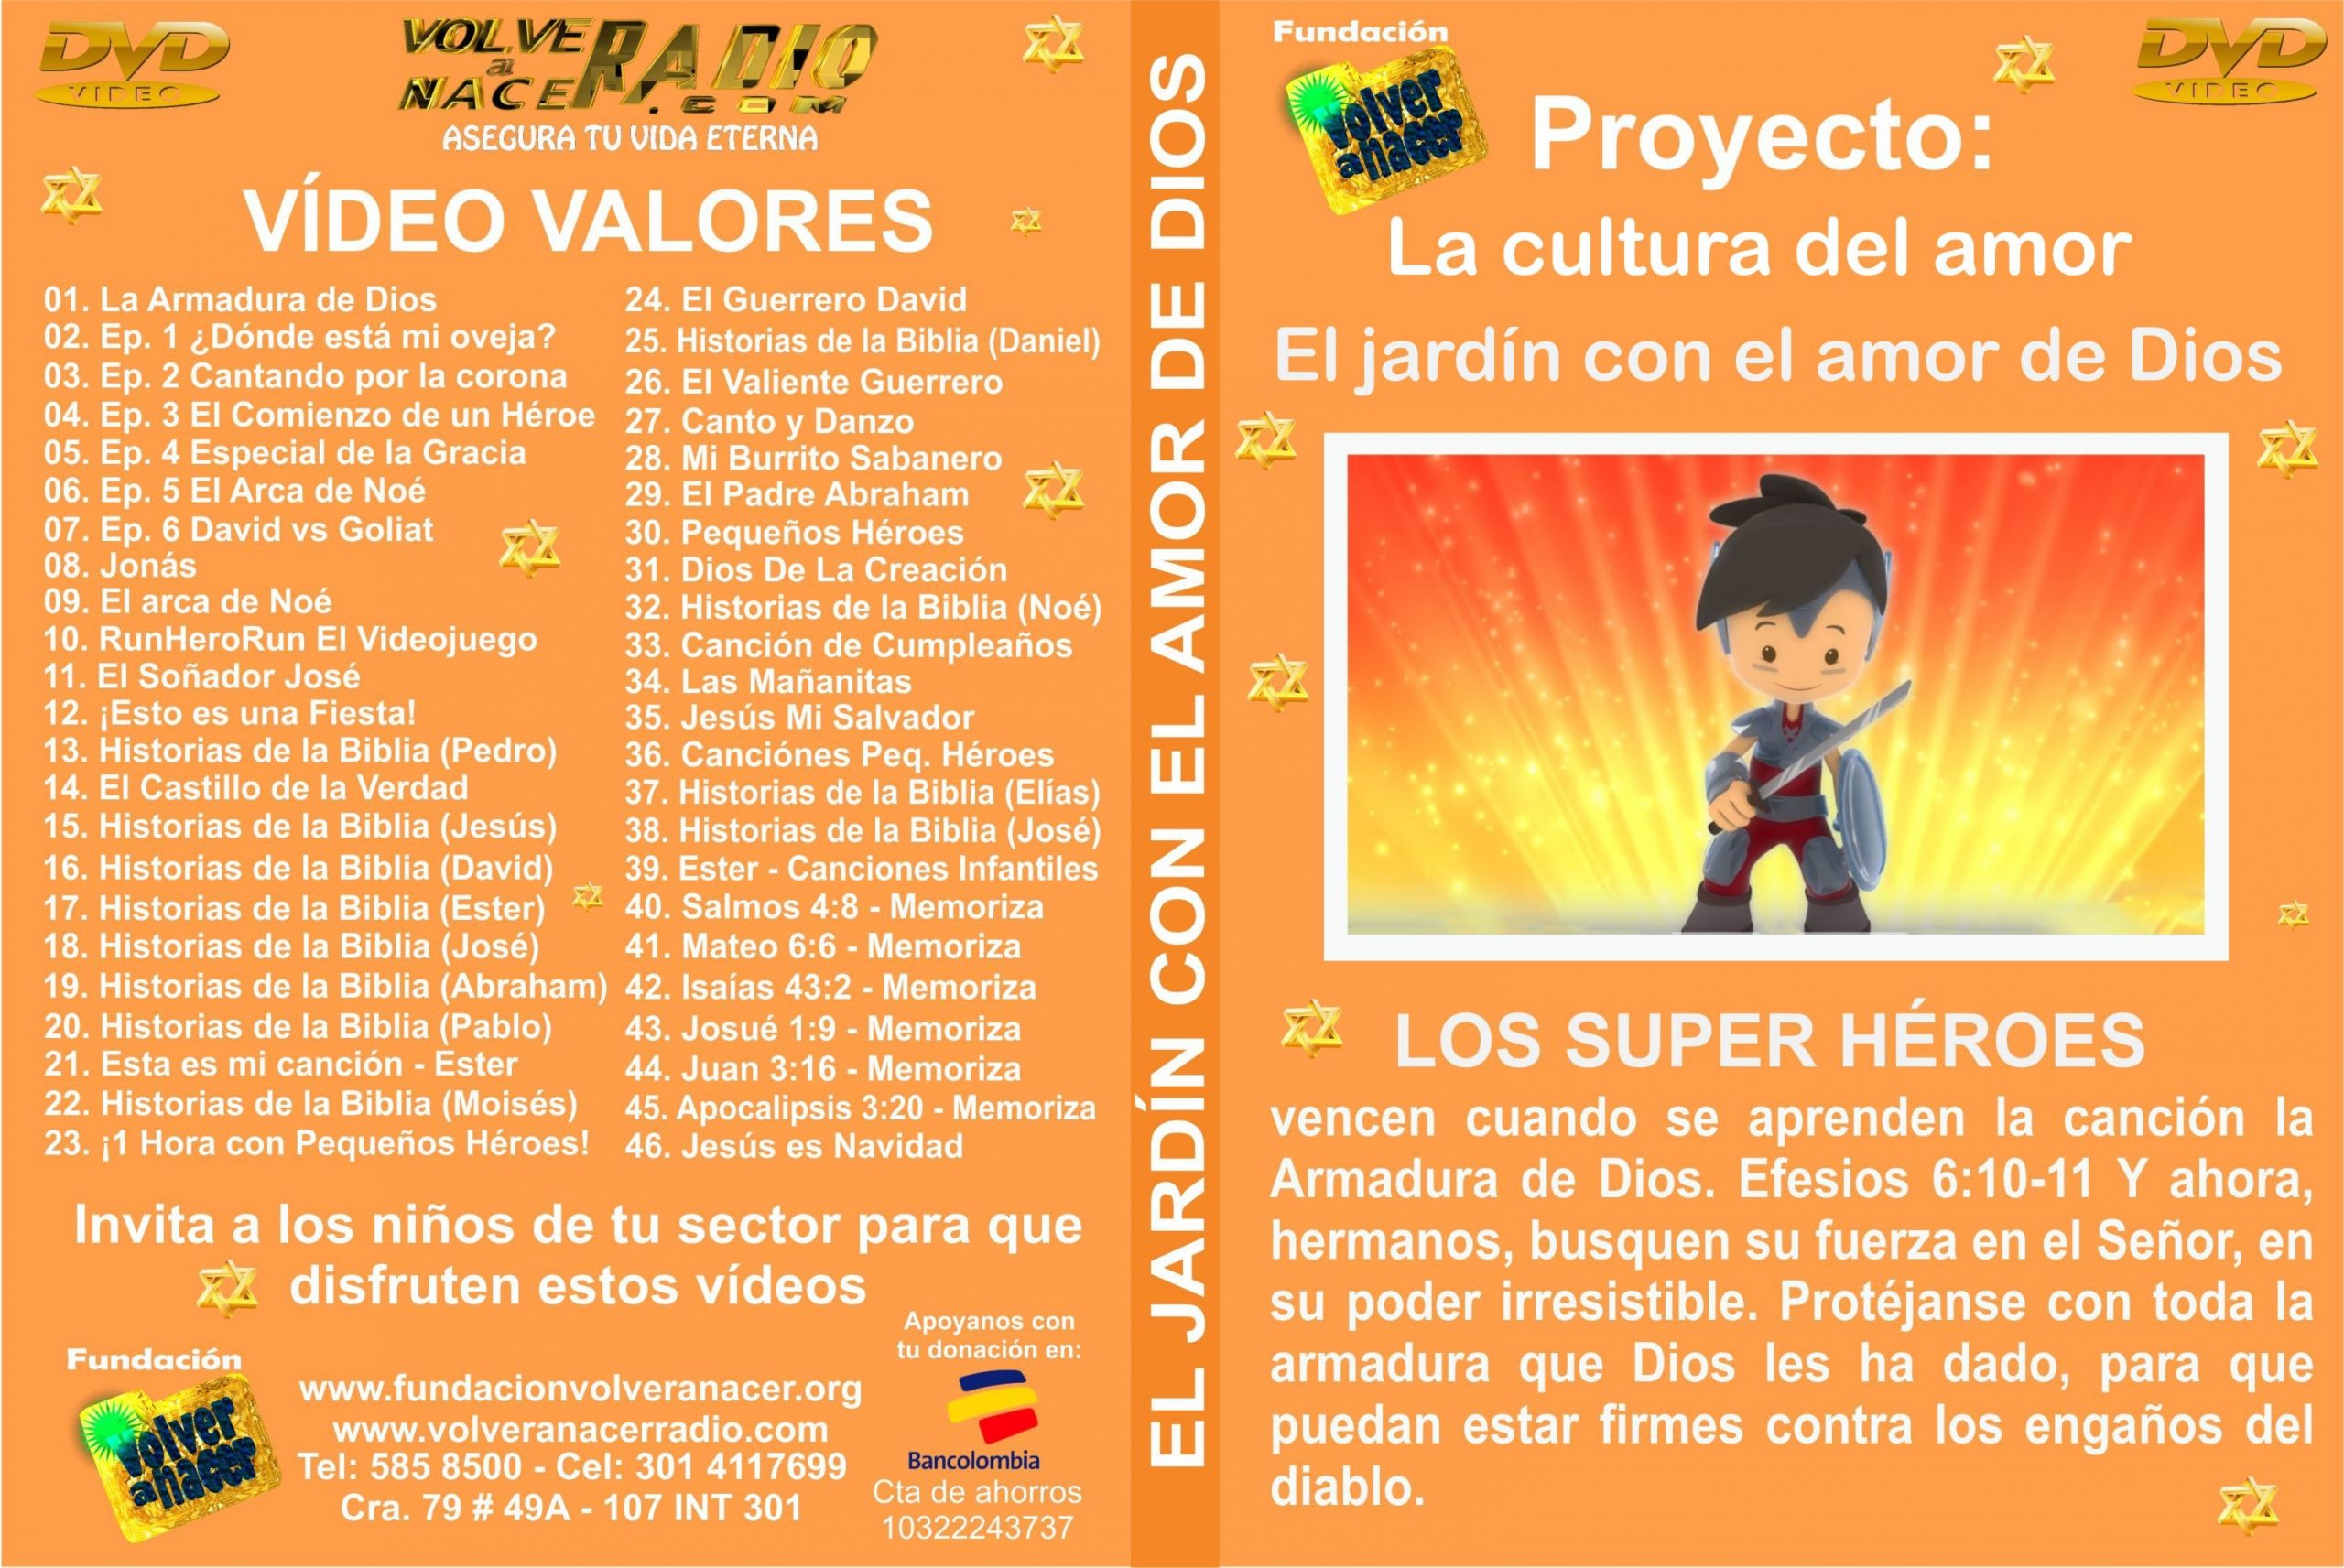 DVD
VIDEO
VOLVER
a
NACER
RADIO
.COM
ASEGURA TU VIDA ETERNA
VÍDEO VALORES
01. La Armadura de Dios
02. Ep. 1 ¿Dónde está mi oveja?
03. Ep. 2 Cantando por la corona
04. Ep. 3 El Comienzo de un Héroe
05. Ep. 4 Especial de la Gracia
06. Ep. 5 El Arca de Noé
07. Ep. 6 David vs Goliat
08. Jonás
09. El arca de Noé
10. RunHeroRun El Videojuego
11. El Soñador José
12. ¡Esto es una Fiesta!
13. Historias de la Biblia (Pedro)
14. El Castillo de la Verdad
15. Historias de la Biblia (Jesús)
16. Historias de la Biblia (David)
17. Historias de la Biblia (Ester)
18. Historias de la Biblia (José)
19. Historias de la Biblia (Abraham)
20. Historias de la Biblia (Pablo)
21. Esta es mi canción - Ester
22. Historias de la Biblia (Moisés)
23. ¡1 Hora con Pequeños Héroes!
24. El Guerrero David
25. Historias de la Biblia (Daniel)
26. El Valiente Guerrero
27. Canto y Danzo
28. Mi Burrito Sabanero
29. El Padre Abraham
30. Pequeños Héroes
31. Dios De La Creación
32. Historias de la Biblia (Noé)
33. Canción de Cumpleaños
34. Las Mañanitas
35. Jesús Mi Salvador
36. Canciónes Peq. Héroes
37. Historias de la Biblia (Elías)
38. Historias de la Biblia (José)
39. Ester - Canciones Infantiles
40. Salmos 4:8 - Memoriza
41. Mateo 6:6 - Memoriza
42. Isaías 43:2 - Memoriza
43. Josué 1:9 - Memoriza
44. Juan 3:16 - Memoriza
45. Apocalipsis 3:20 - Memoriza
46. Jesús es Navidad
Invita a los niños de tu sector para que
disfruten estos vídeos
Fundación
volver
a nacer
www.fundacionvolveranacer.org
www.volveranacerradio.com
Tel: 585 8500 - Cel: 301 4117699
Cra. 79 # 49A - 107 INT 301
Apoyanos con
tu donación en:
Bancolombia
Cta de ahorros
10322243737
EL JARDÍN CON EL AMOR DE DIOS
Fundación
volver
a nacer
DVD
VIDEO
Proyecto:
La cultura del amor
El jardín con el amor de Dios
LOS SUPER HÉROES
vencen cuando se aprenden la canción la
Armadura de Dios. Efesios 6:10-11 Y ahora,
hermanos, busquen su fuerza en el Señor, en
su poder irresistible. Protéjanse con toda la
armadura que Dios les ha dado, para que
puedan estar firmes contra los engaños del
diablo.